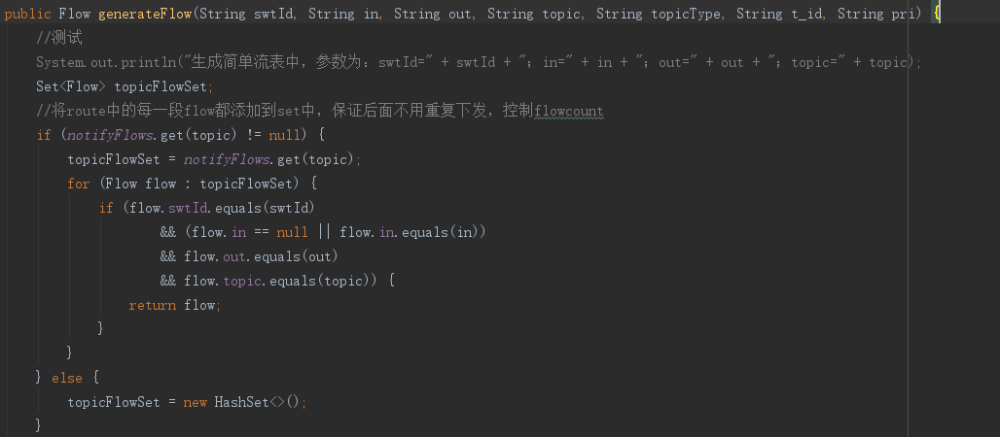 public Flow generateFlow(String swtId, String in, String out, String topic, String topicType, String t_id, String pri) {
//测试
System.out.println("生成简单流表中，参数为：swtId=" + swtId + "；in=" + in + "；out=" + out + "；topic=" + topic);
Set<Flow> topicFlowSet;
//将route中的每一段flow都添加到set中，保证后面不用重复下发，控制flowcount
if (notifyFlows.get(topic) != null) {
topicFlowSet = notifyFlows.get(topic);
for (Flow flow : topicFlowSet) {
if (flow.swtId.equals(swtId)
&& (flow.in == null || flow.in.equals(in))
&& flow.out.equals(out)
&& flow.topic.equals(topic)) {
return flow;
}
}
} else {
topicFlowSet = new HashSet<>();
}